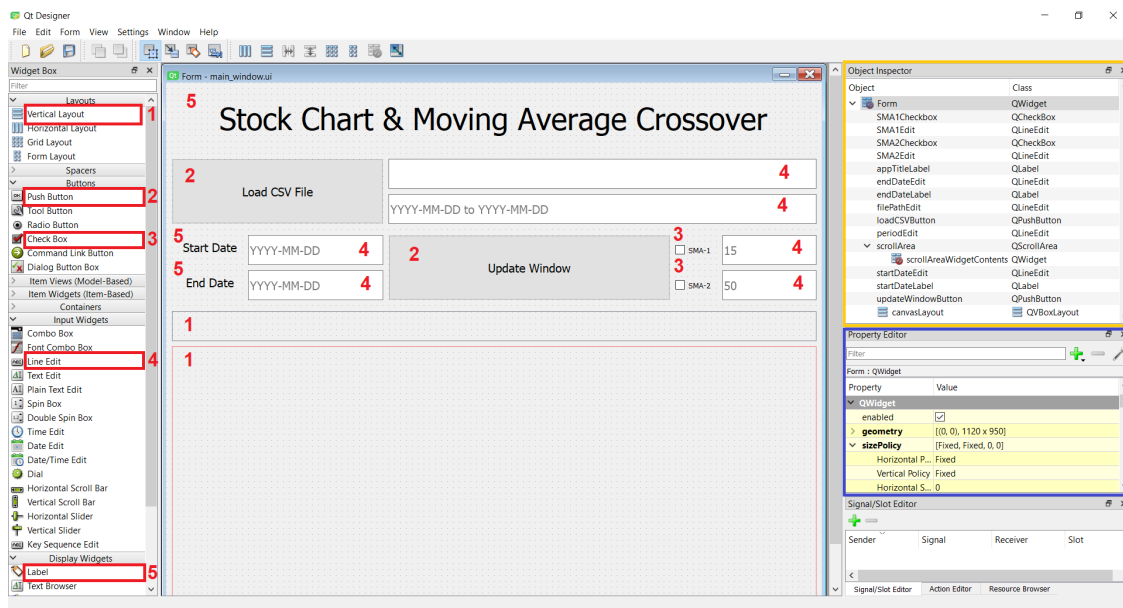 Qt Designer
File Edit Form View Settings Window Help
Widget Box
Filter
Layouts
Vertical Layout 1
Horizontal Layout
Grid Layout
Form Layout
Spacers
Buttons
Push Button 2
Tool Button
Radio Button
Check Box 3
Command Link Button
Dialog Button Box
Item Views (Model-Based)
Item Widgets (Item-Based)
Containers
Input Widgets
Combo Box
Font Combo Box
Line Edit 4
Text Edit
Plain Text Edit
Spin Box
Double Spin Box
Time Edit
Date Edit
Date/Time Edit
Dial
Horizontal Scroll Bar
Vertical Scroll Bar
Horizontal Slider
Vertical Slider
Key Sequence Edit
Display Widgets
Label 5
Text Browser
Form - main_window.ui
5
Stock Chart & Moving Average Crossover
2
Load CSV File
4
YYYY-MM-DD to YYYY-MM-DD 4
5
Start Date YYYY-MM-DD 4
5
End Date YYYY-MM-DD 4
2
Update Window
3
SMA-1 15 4
3
SMA-2 50 4
1
1
Object Inspector
Object Class
Form QWidget
SMA1Checkbox QCheckBox
SMA1Edit QLineEdit
SMA2Checkbox QCheckBox
SMA2Edit QLineEdit
appTitleLabel QLabel
endDateEdit QLineEdit
endDateLabel QLabel
filePathEdit QLineEdit
loadCSVButton QPushButton
periodEdit QLineEdit
scrollArea QScrollArea
scrollAreaWidgetContents QWidget
startDateEdit QLineEdit
startDateLabel QLabel
updateWindowButton QPushButton
canvasLayout QVBoxLayout
Property Editor
Filter
Form : QWidget
Property Value
QWidget
enabled
geometry [(0, 0), 1120 x 950]
sizePolicy [Fixed, Fixed, 0, 0]
Horizontal P... Fixed
Vertical Policy Fixed
Horizontal S... 0
Signal/Slot Editor
Sender Signal Receiver Slot
Signal/Slot Editor Action Editor Resource Browser